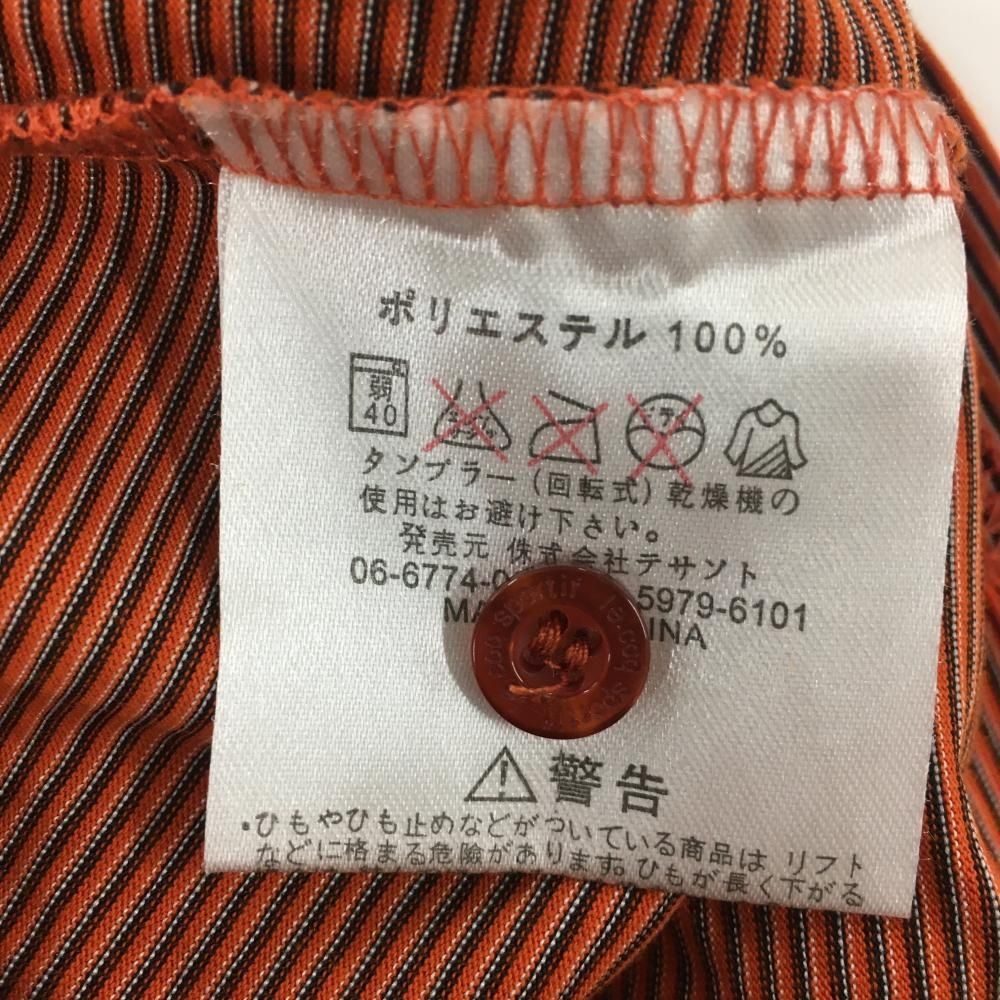 ポリエステル 100%
弱
40
タンブラー (回転式) 乾燥機の
使用はお避け下さい。
発売元 株式会社デサント
06-6774-0 5979-6101
MA INA
le coq sportif
警告
・ひもやひも止めなどがついている商品は リフト
などに格まる危険があります。ひもが長く下がる